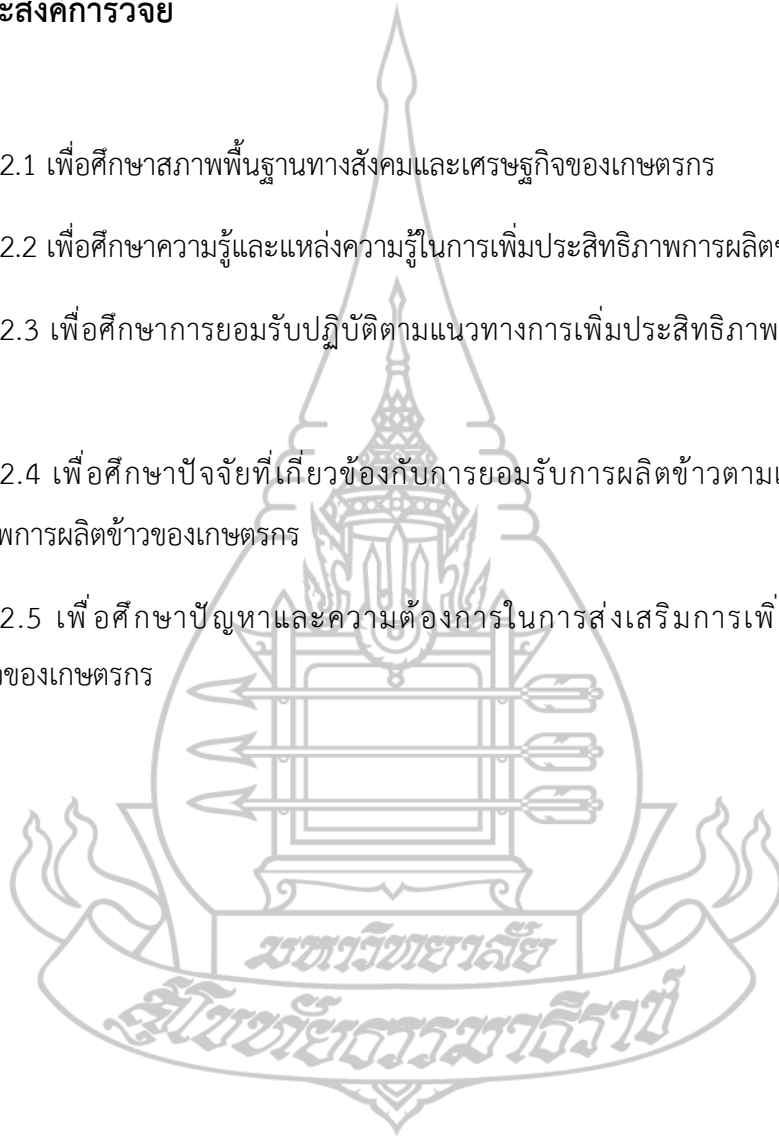 ะสงค์การวิจัย
2.1 เพื่อศึกษาสภาพพื้นฐานทางสังคมและเศรษฐกิจของเกษตรกร
2.2 เพื่อศึกษาความรู้และแหล่งความรู้ในการเพิ่มประสิทธิภาพการผลิต
2.3 เพื่อศึกษาการยอมรับปฏิบัติตามแนวทางการเพิ่มประสิทธิภาพ
2.4 เพื่อศึกษาปัจจัยที่เกี่ยวข้องกับการยอมรับการผลิตข้าวตาม
พการผลิตข้าวของเกษตรกร
2.5 เพื่อศึกษาปัญหาและความต้องการในการส่งเสริมการเพิ่
วของเกษตรกร
มหาวิทยาลัย
สุโขทัยธรรมาธิราช